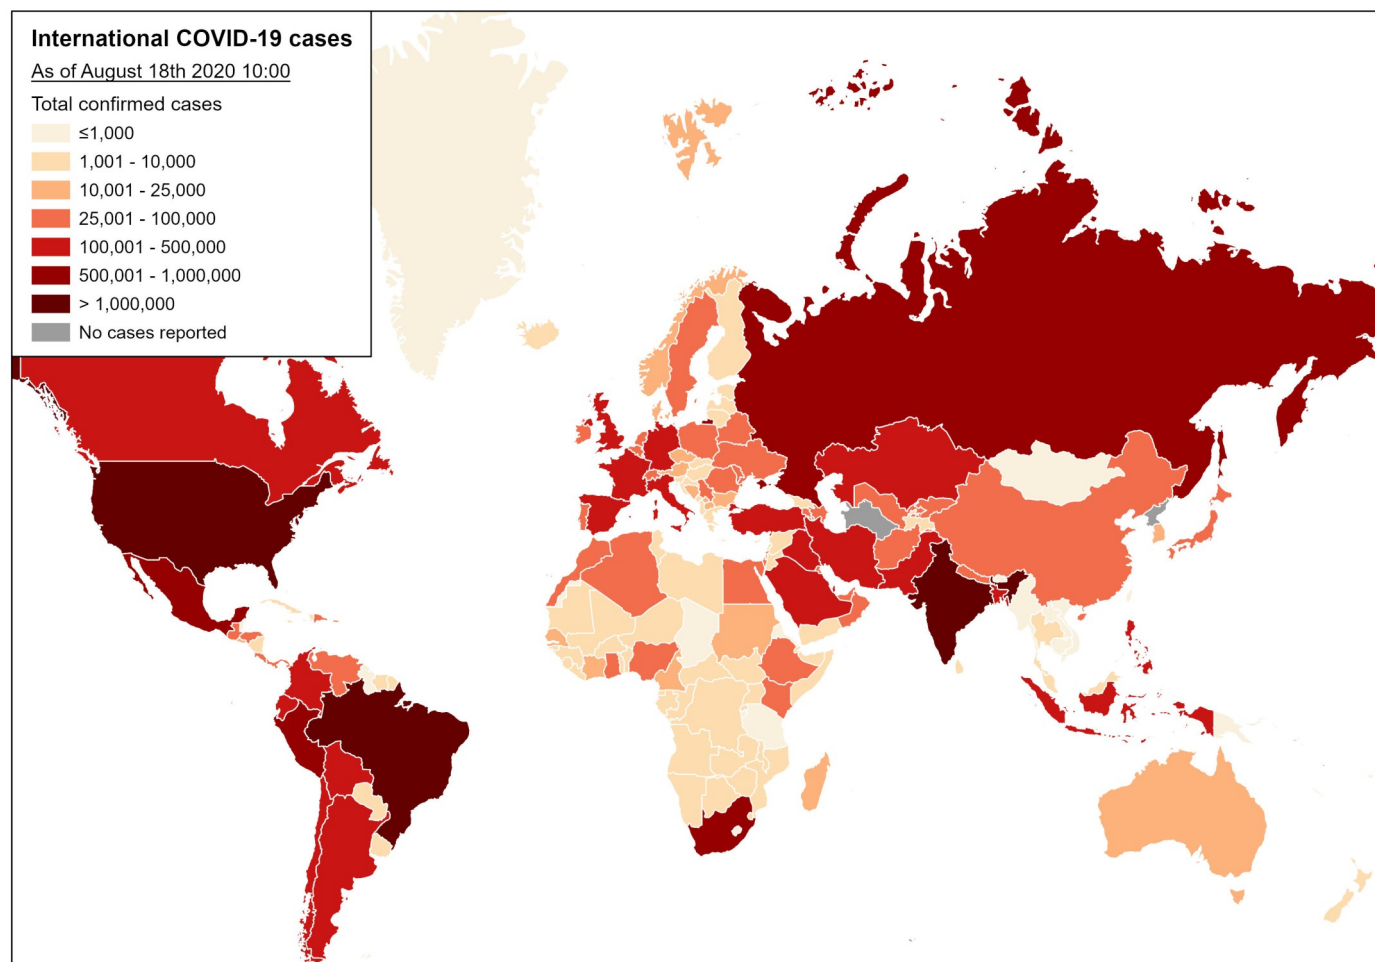 International COVID-19 cases
As of August 18th 2020 10:00
Total confirmed cases
≤1,000
1,001 - 10,000
10,001 - 25,000
25,001 - 100,000
100,001 - 500,000
500,001 - 1,000,000
> 1,000,000
No cases reported